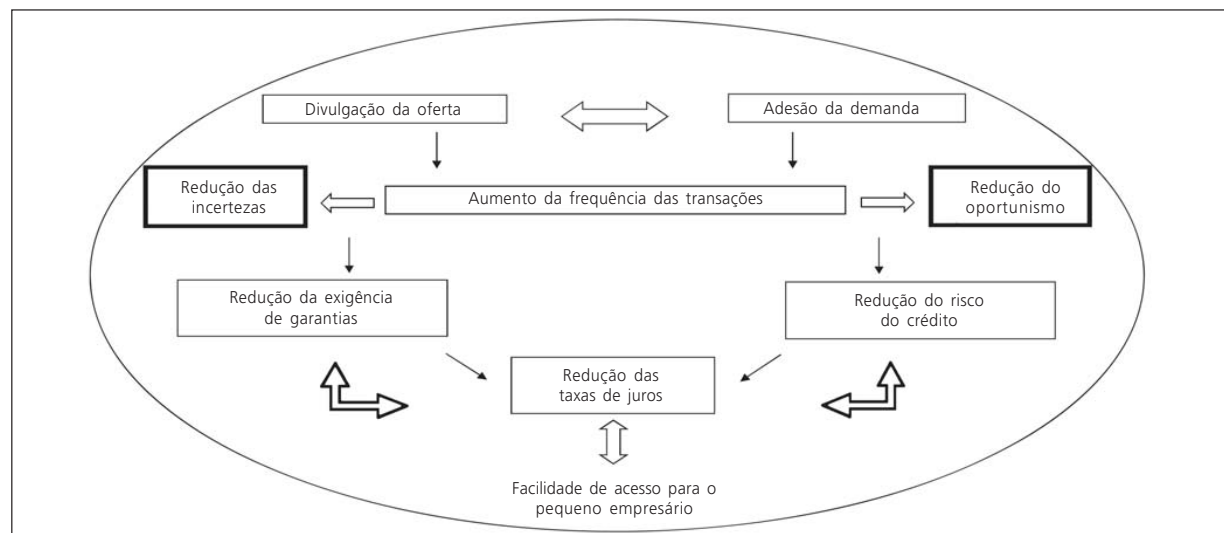 Divulgação da oferta
Adesão da demanda
Redução das
incertezas
Aumento da frequência das transações
Redução do
oportunismo
Redução da exigência
de garantias
Redução do risco
do crédito
Redução das
taxas de juros
Facilidade de acesso para o
pequeno empresário